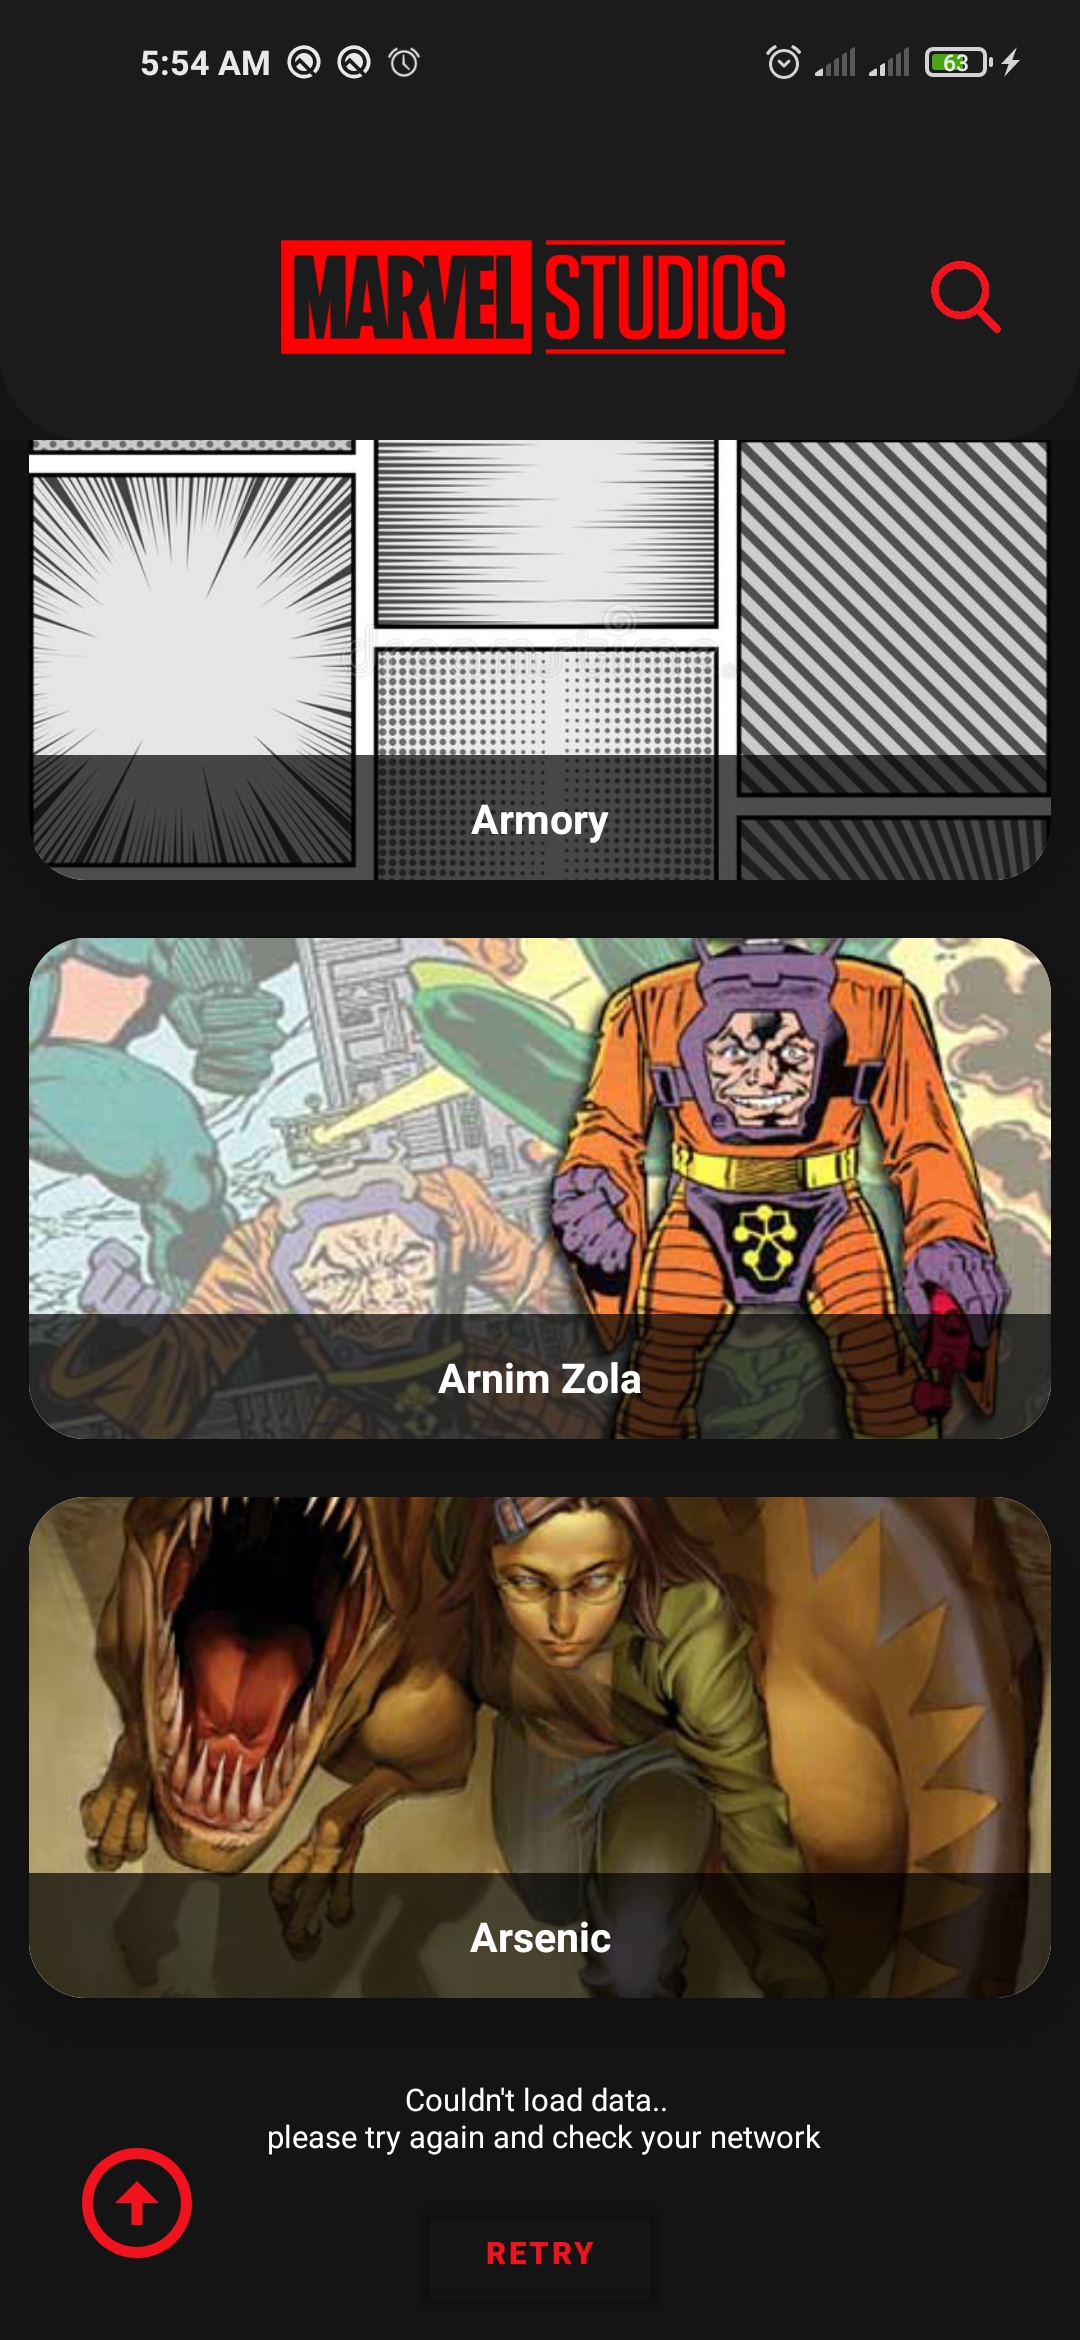 5:54 AM
63
MARVEL STUDIOS
dreamstime
Armory
Arnim Zola
Arsenic
Couldn't load data..
please try again and check your network
RETRY